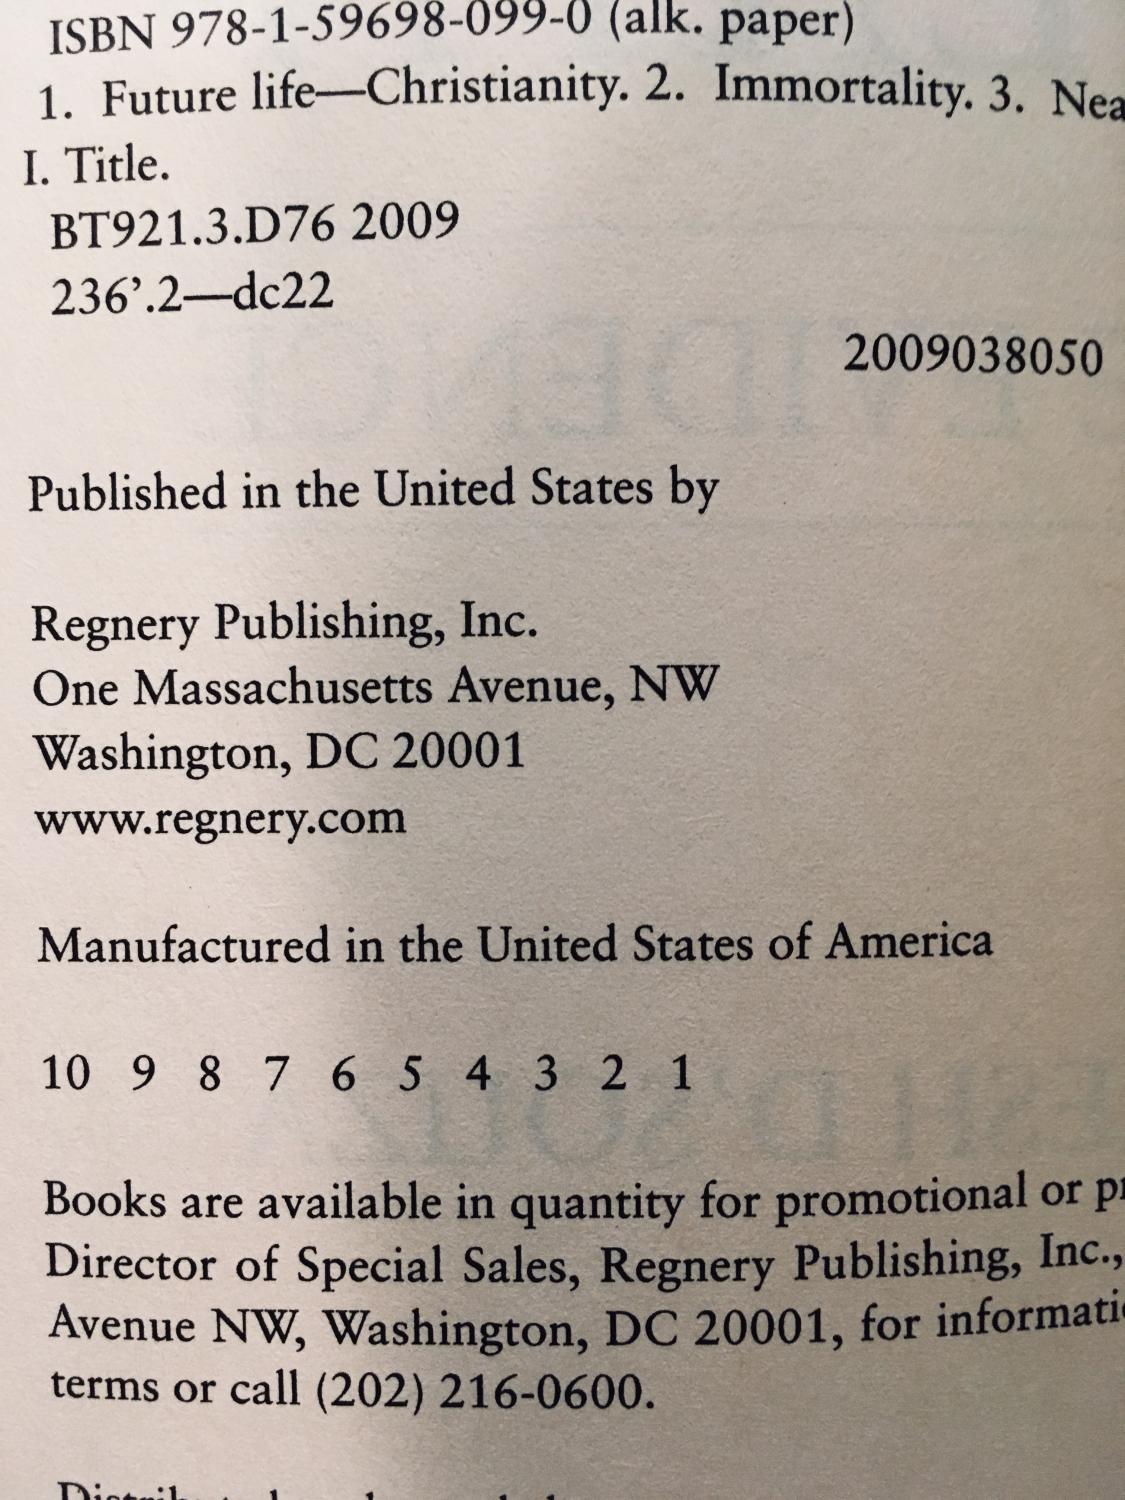 ISBN 978-1-59698-099-0 (alk. paper)
1. Future life—Christianity. 2. Immortality. 3.
I. Title.
BT921.3.D76 2009
236’.2—dc22
2009038050
Published in the United States by
Regnery Publishing, Inc.
One Massachusetts Avenue, NW
Washington, DC 20001
www.regnery.com
Manufactured in the United States of America
10 9 8 7 6 5 4 3 2 1
Books are available in quantity for promotional or
Director of Special Sales, Regnery Publishing, Inc.,
Avenue NW, Washington, DC 20001, for
terms or call (202) 216-0600.